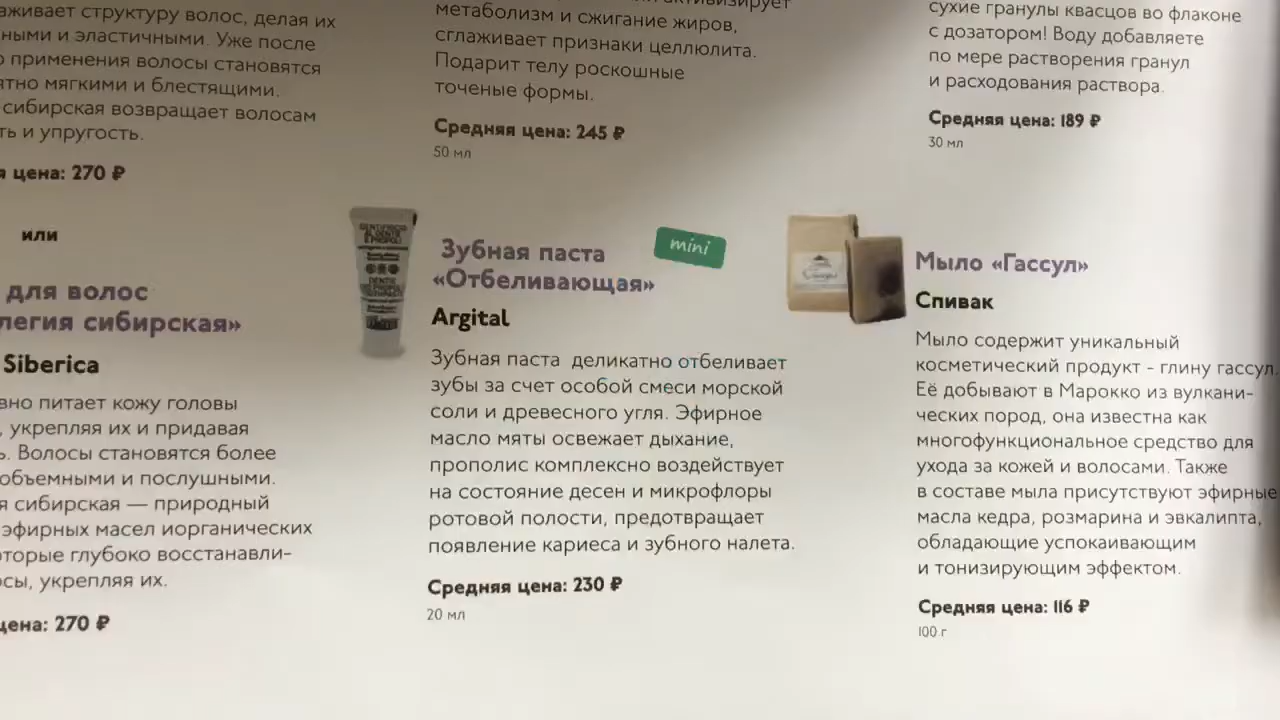 аживает структуру волос, делая их
ными и эластичными. Уже после
о применения волосы становятся
ятно мягкими и блестящими.
сибирская возвращает волосам
ть и упругость.
я цена: 270 ₽
или
для волос
легия сибирская»
Siberica
вно питает кожу головы
, укрепляя их и придавая
ь. Волосы становятся более
объемными и послушными.
я сибирская — природный
эфирных масел иорганических
оторые глубоко восстанавли-
осы, укрепляя их.
цена: 270 ₽
активизирует
метаболизм и сжигание жиров,
сглаживает признаки целлюлита.
Подарит телу роскошные
точеные формы.
Средняя цена: 245 ₽
50 мл
Зубная паста
«Отбеливающая»
mini
Argital
Зубная паста деликатно отбеливает
зубы за счет особой смеси морской
соли и древесного угля. Эфирное
масло мяты освежает дыхание,
прополис комплексно воздействует
на состояние десен и микрофлоры
ротовой полости, предотвращает
появление кариеса и зубного налета.
Средняя цена: 230 ₽
20 мл
сухие гранулы квасцов во флаконе
с дозатором! Воду добавляете
по мере растворения гранул
и расходования раствора.
Средняя цена: 189 ₽
30 мл
Мыло «Гассул»
Спивак
Мыло содержит уникальный
косметический продукт - глину гассул.
Её добывают в Марокко из вулкани-
ческих пород, она известна как
многофункциональное средство для
ухода за кожей и волосами. Также
в составе мыла присутствуют эфирные
масла кедра, розмарина и эвкалипта,
обладающие успокаивающим
и тонизирующим эффектом.
Средняя цена: 116 ₽
100 г